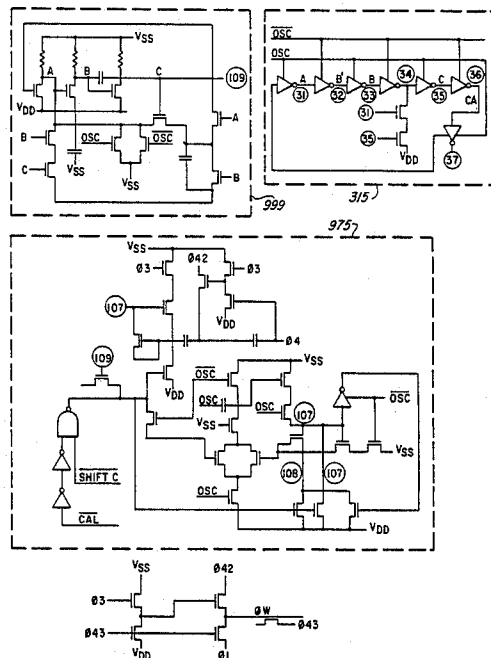 VSS
A
B
C
109
VDD
A
B
OSC
OSC
C
VSS
VSS
B
999
OSC
OSC
34
36
A
B'
B
C
31
32
33
35
CA
31
35
VDD
37
315
975
VSS
Ø42
Ø3
Ø3
107
VDD
Ø4
109
VDD
OSC
VSS
OSC
OSC
107
OSC
VSS
VSS
SHIFT C
108
107
OSC
CAL
VDD
VSS
Ø42
Ø3
ØW
Ø43
Ø43
VDD
Ø1